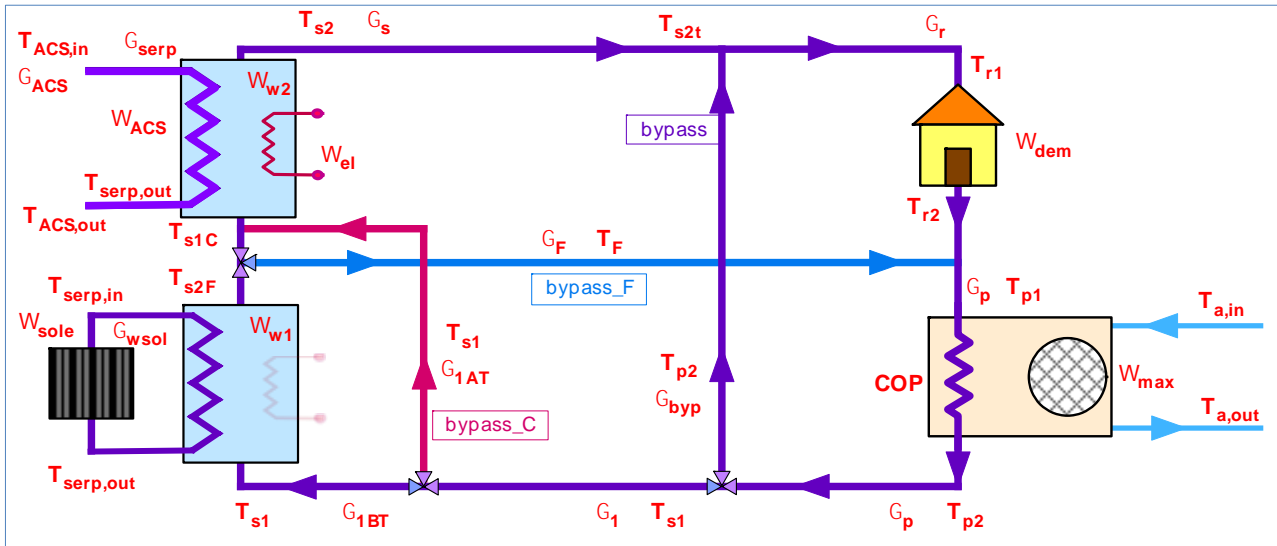 T_s2 G_s T_s2t G_r
T_ACS,in G_serp
G_ACS W_w2 T_r1
W_ACS bypass W_dem
W_el
T_serp,out
T_ACS,out T_s1C T_r2
G_F T_F
T_s2F bypass_F G_p T_p1
T_serp,in
W_sole G_wsol W_w1 T_s1 T_a,in
G_1AT T_p2 COP W_max
G_byp
bypass_C T_a,out
T_serp,out
T_s1 G_1BT G_1 T_s1 G_p T_p2